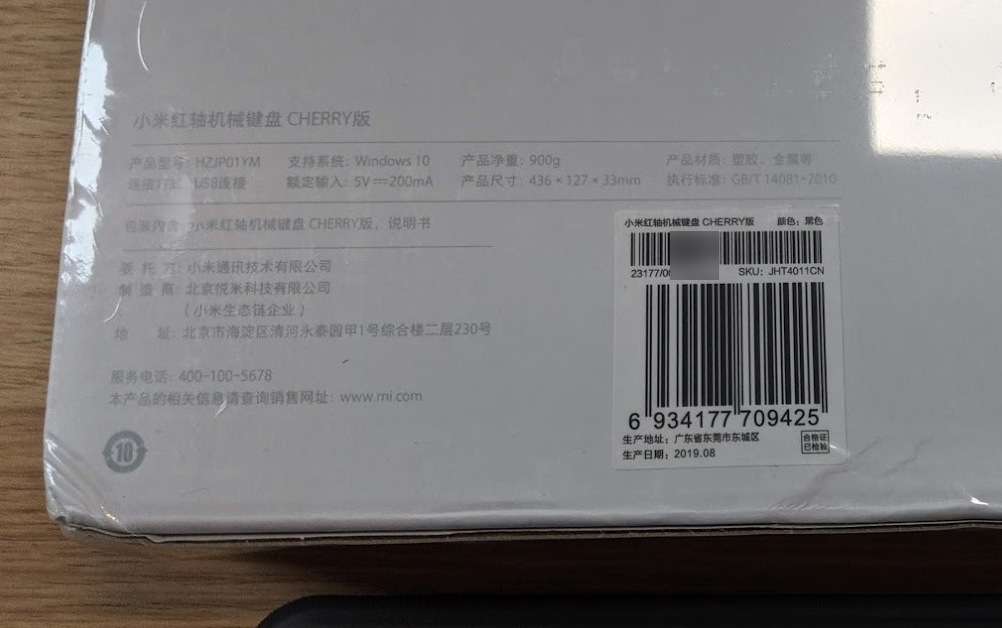 小米红轴机械键盘 CHERRY版
产品型号: HZJP01YM 支持系统: Windows 10 产品净重: 900g 产品材质: 塑胶、金属等
连接方式: USB连接 额定输入: 5V⎓200mA 产品尺寸: 436 × 127 × 33mm 执行标准: GB/T 14081-2010
包装内含: 小米红轴机械键盘 CHERRY版, 说明书
委 托 方: 小米通讯技术有限公司
制 造 商: 北京悦米科技有限公司
(小米生态链企业)
地 址: 北京市海淀区清河永泰园甲1号综合楼二层230号
服务电话: 400-100-5678
本产品的相关信息请查询销售网址: www.mi.com
10
小米红轴机械键盘 CHERRY版 颜色: 黑色
23177/0 SKU: JHT4011CN
6 934177 709425
生产地址: 广东省东莞市东城区
生产日期: 2019.08
合格证
已检验